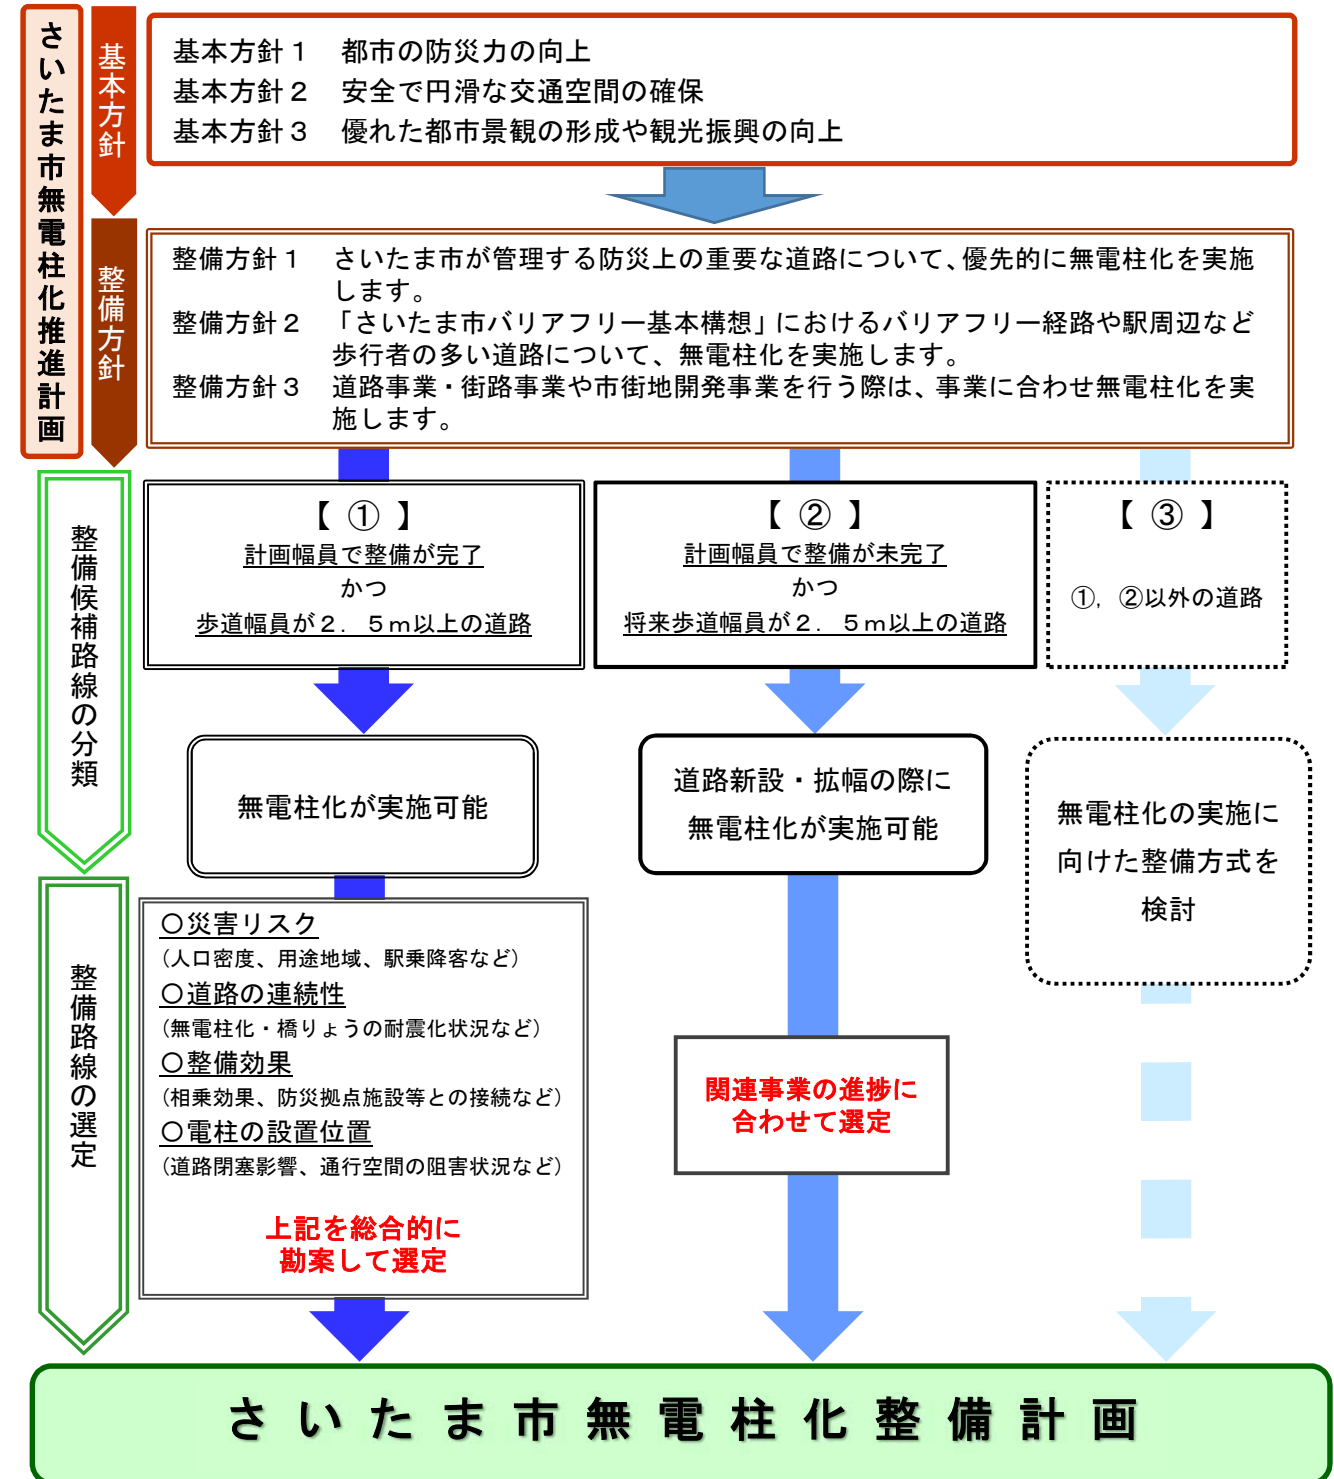 さいたま市無電柱化推進計画
基本方針
基本方針１　都市の防災力の向上
基本方針２　安全で円滑な交通空間の確保
基本方針３　優れた都市景観の形成や観光振興の向上
整備方針
整備方針１　さいたま市が管理する防災上の重要な道路について、優先的に無電柱化を実施
します。
整備方針２　「さいたま市バリアフリー基本構想」におけるバリアフリー経路や駅周辺など
歩行者の多い道路について、無電柱化を実施します。
整備方針３　道路事業・街路事業や市街地開発事業を行う際は、事業に合わせ無電柱化を実
施します。
整備候補路線の分類
【 ① 】
計画幅員で整備が完了
かつ
歩道幅員が２．５ｍ以上の道路
【 ② 】
計画幅員で整備が未完了
かつ
将来歩道幅員が２．５ｍ以上の道路
【 ③ 】
①，②以外の道路
無電柱化が実施可能
道路新設・拡幅の際に
無電柱化が実施可能
無電柱化の実施に
向けた整備方式を
検討
整備路線の選定
〇災害リスク
（人口密度、用途地域、駅乗降客など）
〇道路の連続性
（無電柱化・橋りょうの耐震化状況など）
〇整備効果
（相乗効果、防災拠点施設等との接続など）
〇電柱の設置位置
（道路閉塞影響、通行空間の阻害状況など）
上記を総合的に
勘案して選定
関連事業の進捗に
合わせて選定
さいたま市無電柱化整備計画